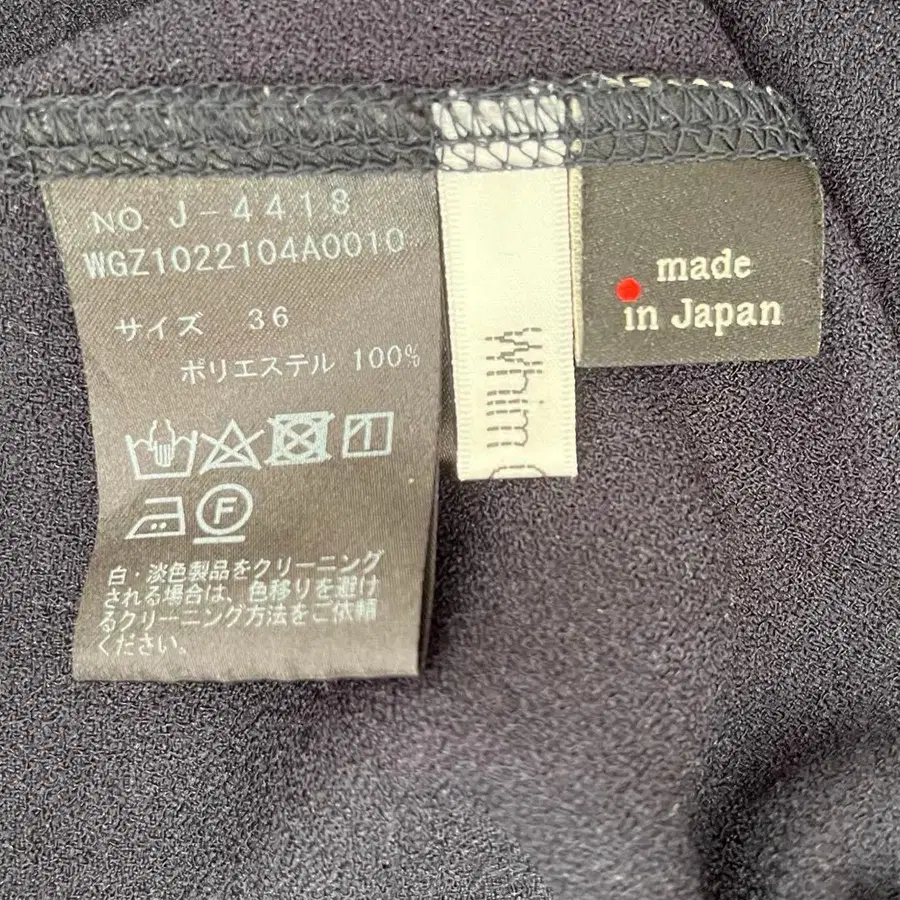 NO. J-4418
WGZ1022104A0010
サイズ 36
ポリエステル 100%
F
白・淡色製品をクリーニング
される場合は、色移りを避け
るクリーニング方法をご依頼
ください。
Whim
made
in Japan